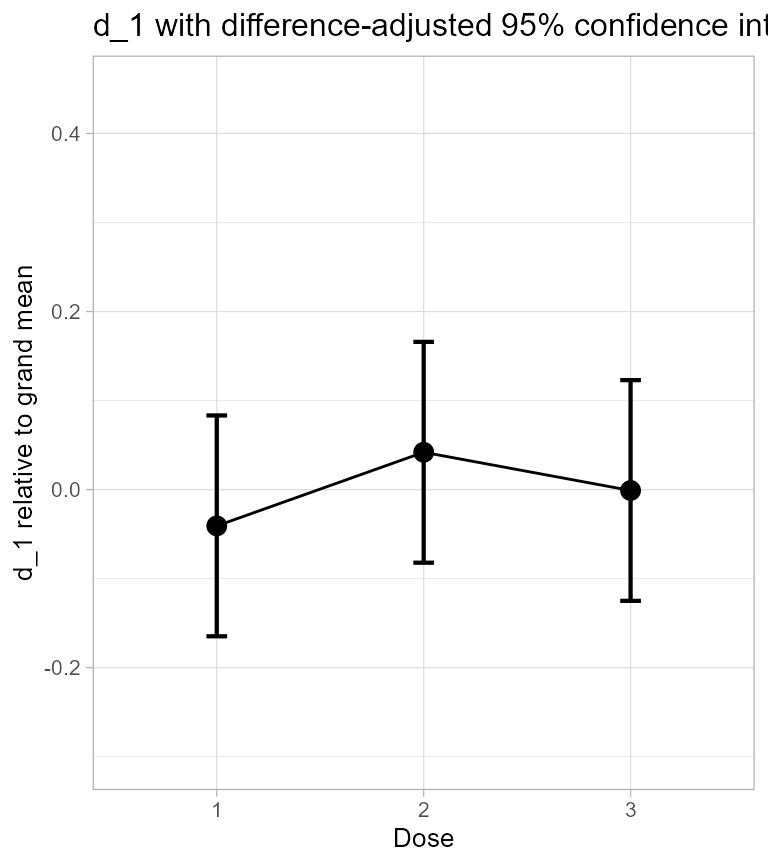 d_1 with difference-adjusted 95% confidence
d_1 relative to grand mean
0.4
0.2
0.0
-0.2
1
2
3
Dose